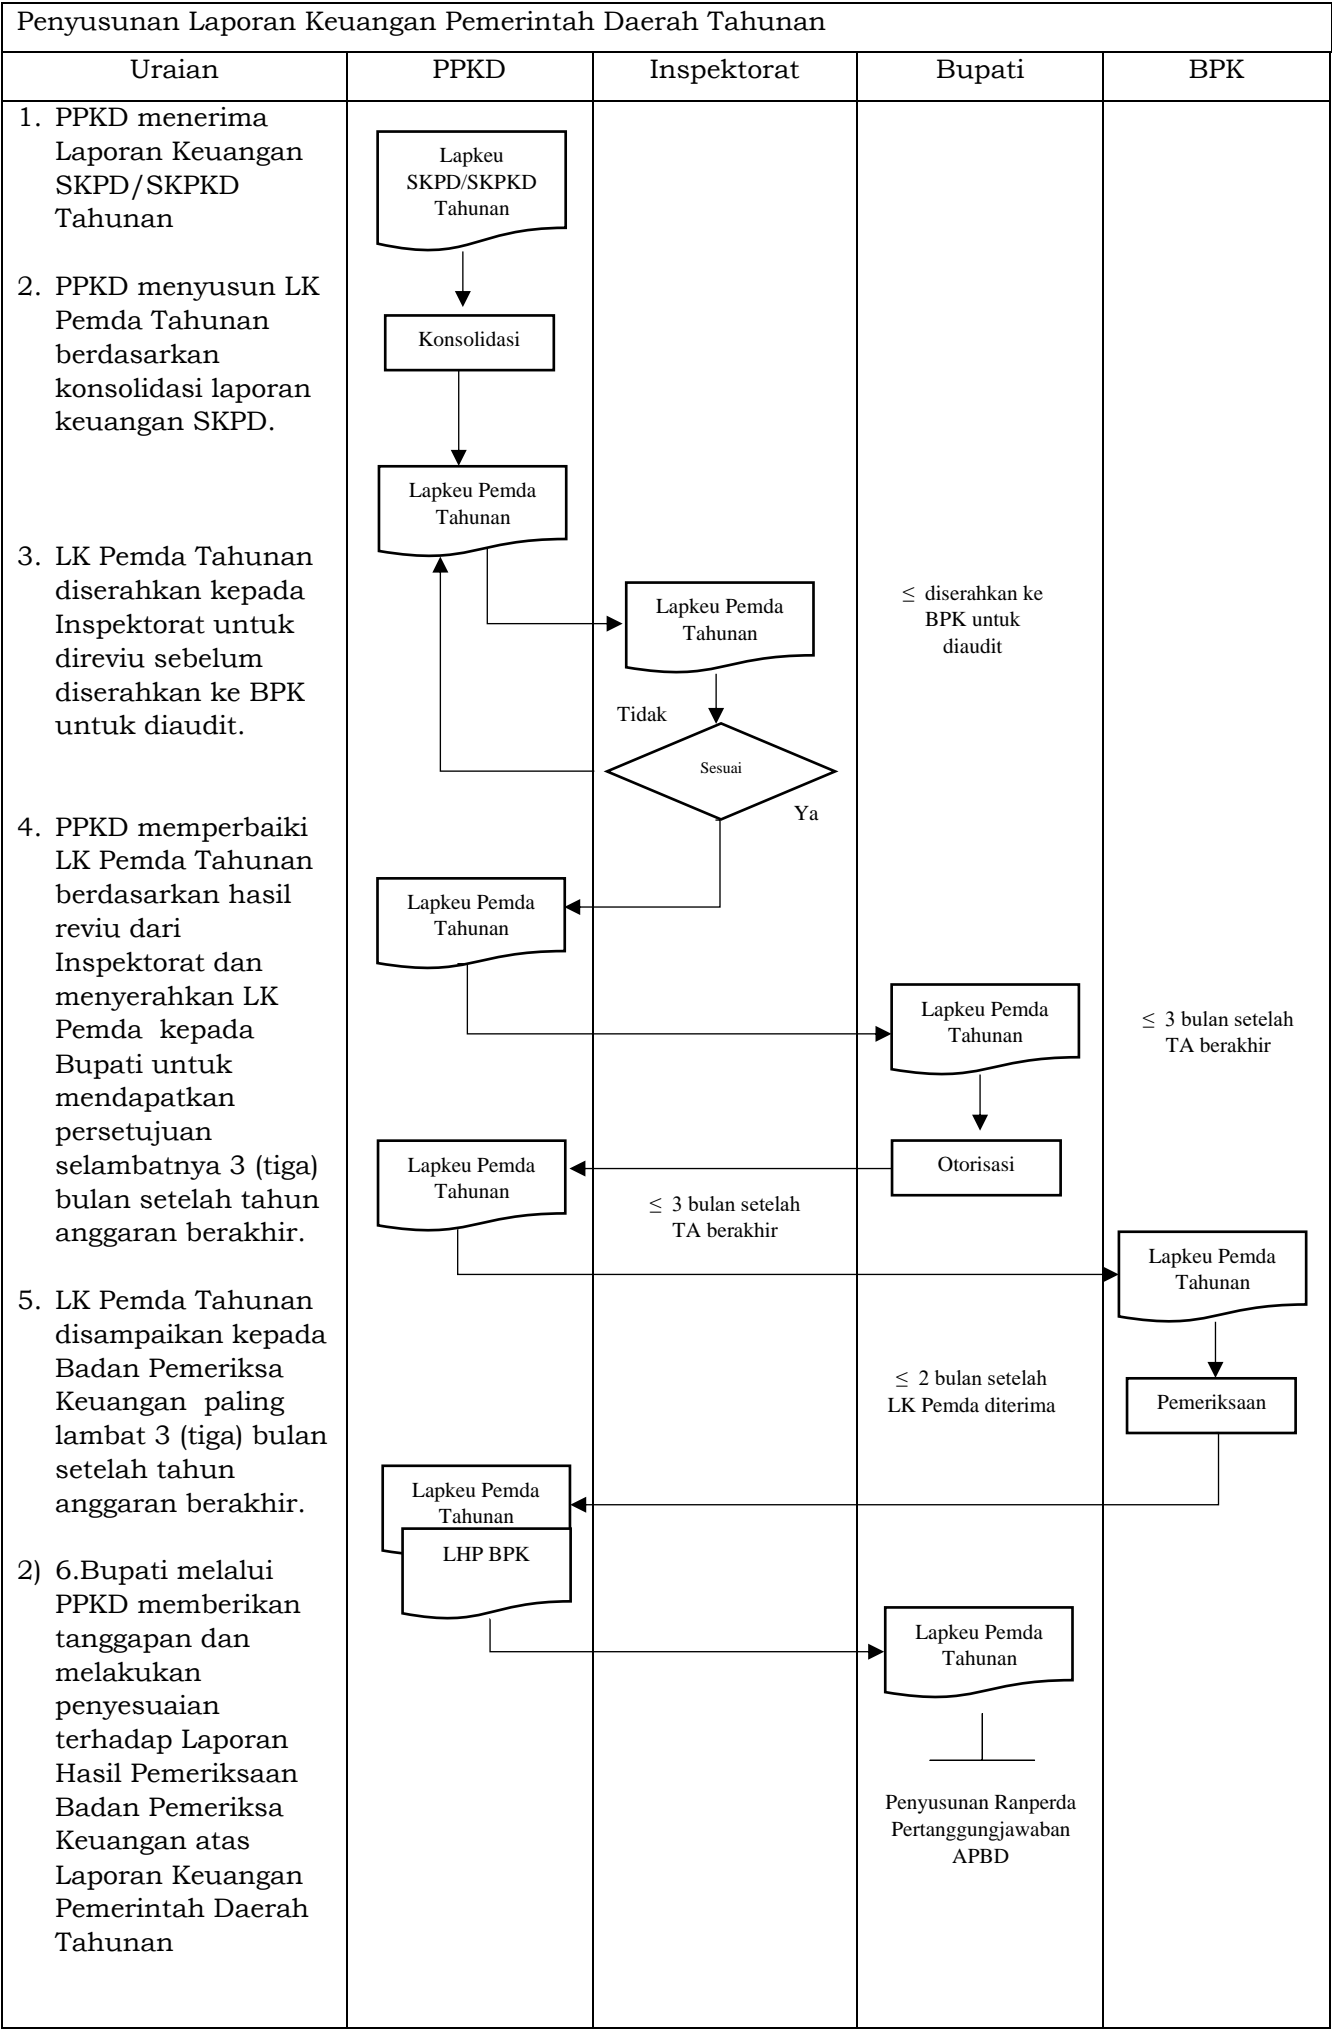 Penyusunan Laporan Keuangan Pemerintah Daerah Tahunan
Uraian
PPKD
Inspektorat
Bupati
BPK
1. PPKD menerima
Laporan Keuangan
SKPD/SKPKD
Tahunan
2. PPKD menyusun LK
Pemda Tahunan
berdasarkan
konsolidasi laporan
keuangan SKPD.
3. LK Pemda Tahunan
diserahkan kepada
Inspektorat untuk
direviu sebelum
diserahkan ke BPK
untuk diaudit.
4. PPKD memperbaiki
LK Pemda Tahunan
berdasarkan hasil
reviu dari
Inspektorat dan
menyerahkan LK
Pemda kepada
Bupati untuk
mendapatkan
persetujuan
selambatnya 3 (tiga)
bulan setelah tahun
anggaran berakhir.
5. LK Pemda Tahunan
disampaikan kepada
Badan Pemeriksa
Keuangan paling
lambat 3 (tiga) bulan
setelah tahun
anggaran berakhir.
2) 6.Bupati melalui
PPKD memberikan
tanggapan dan
melakukan
penyesuaian
terhadap Laporan
Hasil Pemeriksaan
Badan Pemeriksa
Keuangan atas
Laporan Keuangan
Pemerintah Daerah
Tahunan
Lapkeu
SKPD/SKPKD
Tahunan
Konsolidasi
Lapkeu Pemda
Tahunan
Lapkeu Pemda
Tahunan
≤ diserahkan ke
BPK untuk
diaudit
Tidak
Sesuai
Ya
Lapkeu Pemda
Tahunan
Lapkeu Pemda
Tahunan
≤ 3 bulan setelah
TA berakhir
Otorisasi
Lapkeu Pemda
Tahunan
≤ 3 bulan setelah
TA berakhir
Lapkeu Pemda
Tahunan
≤ 2 bulan setelah
LK Pemda diterima
Pemeriksaan
Lapkeu Pemda
Tahunan
LHP BPK
Lapkeu Pemda
Tahunan
Penyusunan Ranperda
Pertanggungjawaban
APBD